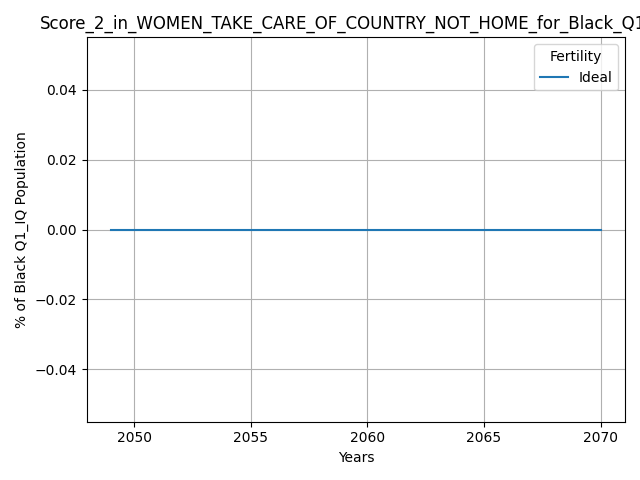 Score_2_in_WOMEN_TAKE_CARE_OF_COUNTRY_NOT_HOME_for_Black_Q1
Fertility
Ideal
% of Black Q1_IQ Population
0.04
0.02
0.00
−0.02
−0.04
2050 2055 2060 2065 2070
Years